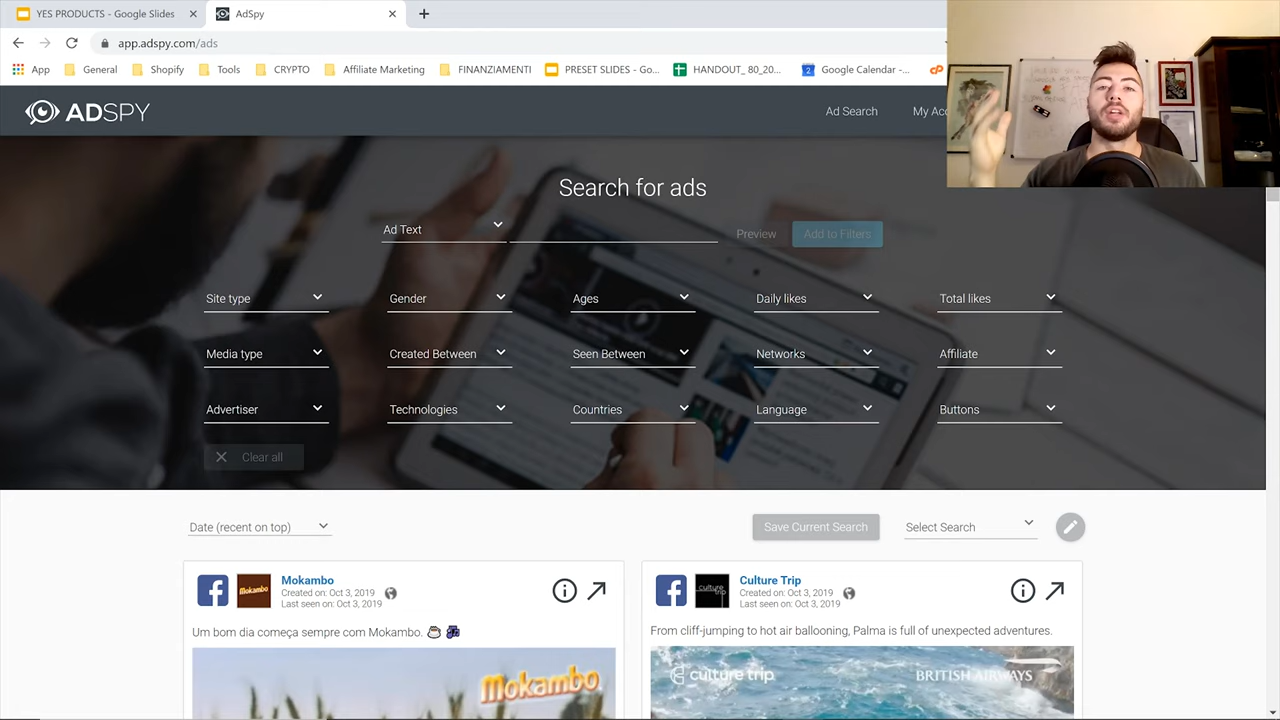 YES PRODUCTS - Google Slides
AdSpy
app.adspy.com/ads
App
General
Shopify
Tools
CRYPTO
Affiliate Mar
FINANZIAMENTI
PRESET SLIDES - Go...
HANDOUT_ 80_20...
Google Calendar -...
ADSPY
Ad Search
My Acc
Search for ads
Ad Text
Preview
Add to Filters
Site type
Gender
Ages
Daily likes
Total likes
Media type
Created Between
Seen Between
Networks
Affiliate
Advertiser
Technologies
Countries
Language
Buttons
Clear all
Date (recent on top)
Save Current Search
Select Search
Mokambo
Created on: Oct 3, 2019
Last seen on: Oct 3, 2019
Um bom dia começa sempre com Mokambo.
Mokambo
Culture Trip
Created on: Oct 3, 2019
Last seen on: Oct 3, 2019
From cliff-jumping to hot air ballooning, Palma is full of unexpected adventures.
culture trip
BRITISH AIRWAYS